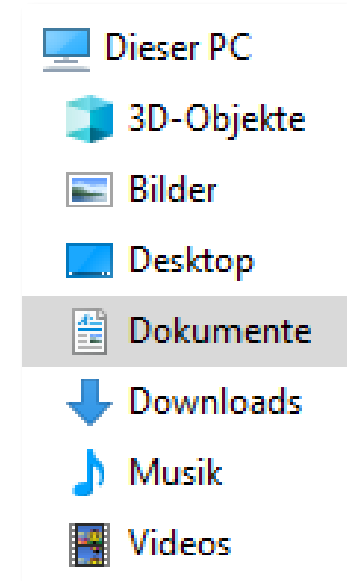 Dieser PC
3D-Objekte
Bilder
Desktop
Dokumente
Downloads
Musik
Videos